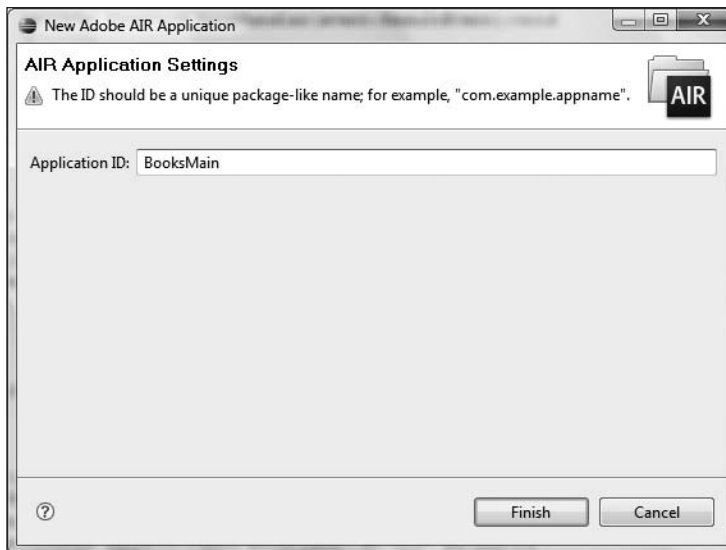 New Adobe AIR Application
AIR Application Settings
The ID should be a unique package-like name; for example, "com.example.appname".
AIR
Application ID: BooksMain
?
Finish
Cancel